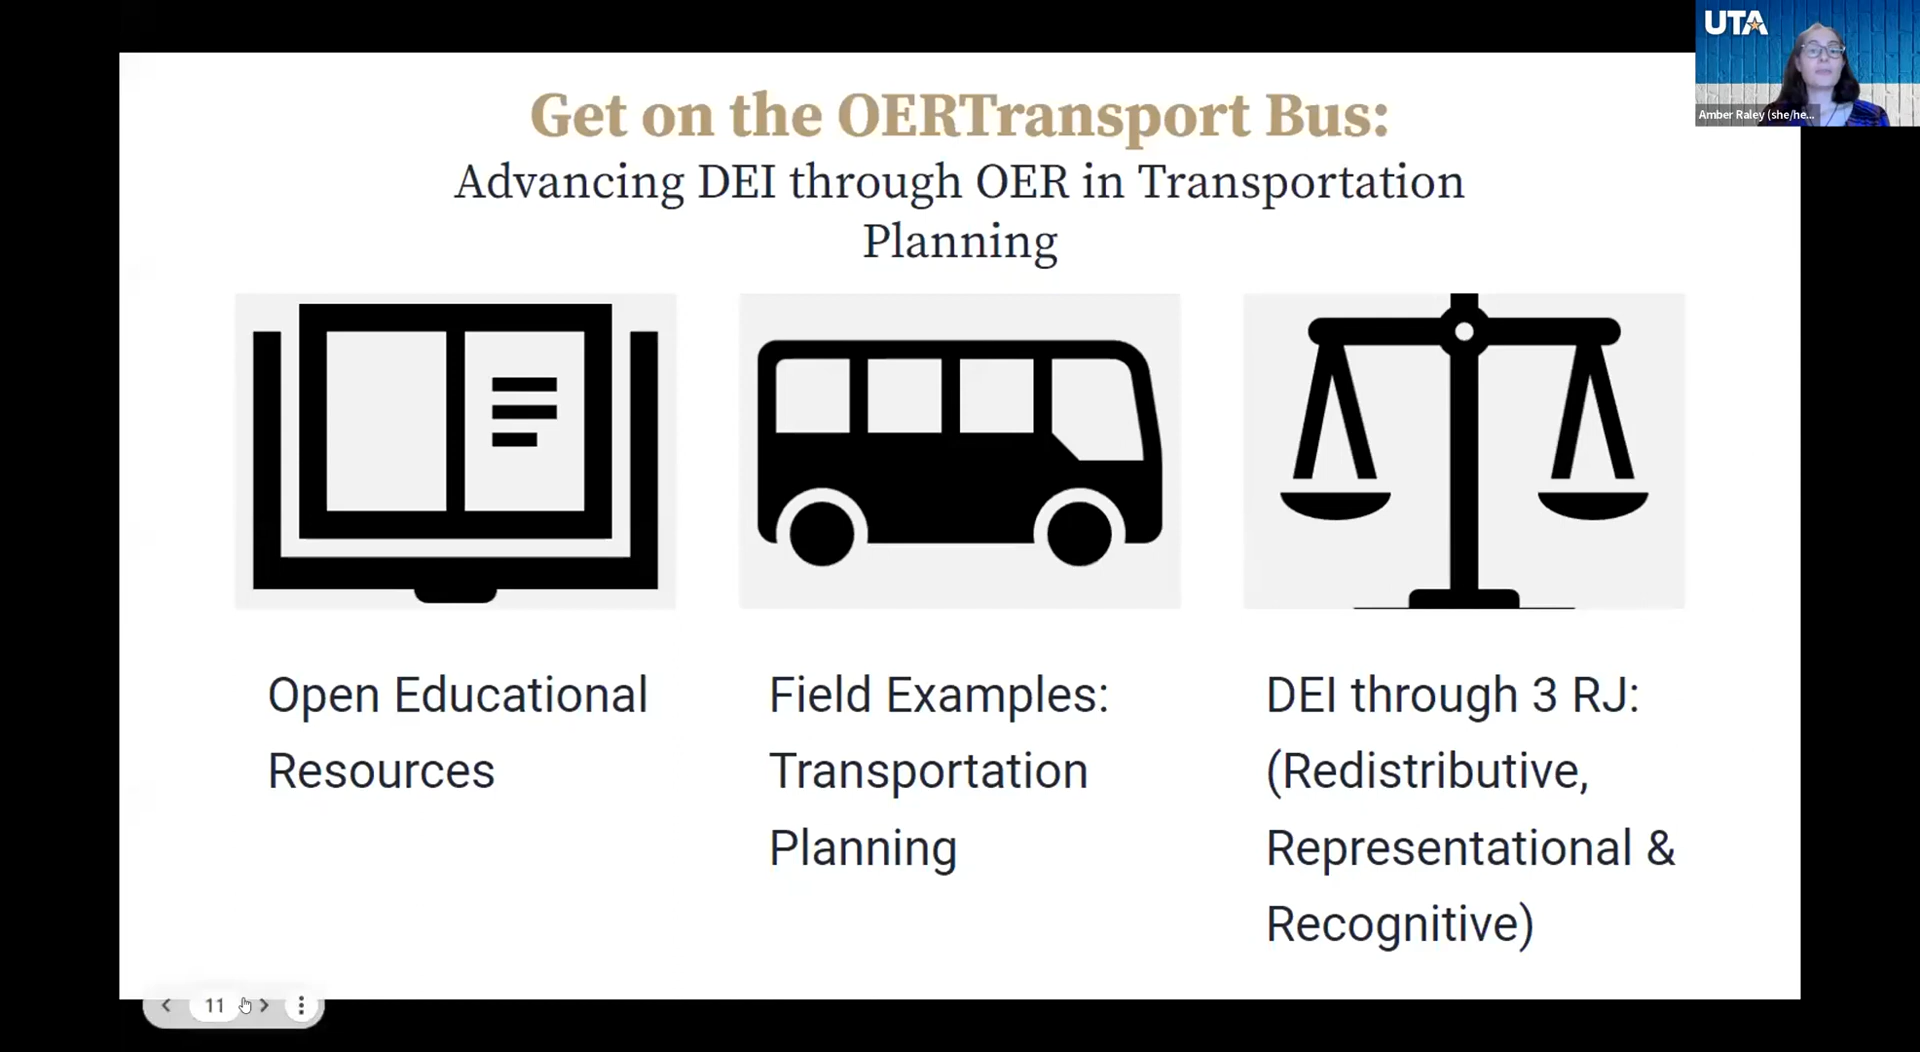 UTA
Amber Raley (she/he...
Get on the OERTransport Bus:
Advancing DEI through OER in Transportation
Planning
Open Educational
Resources
Field Examples:
Transportation
Planning
DEI through 3 RJ:
(Redistributive,
Representational &
Recognitive)
11